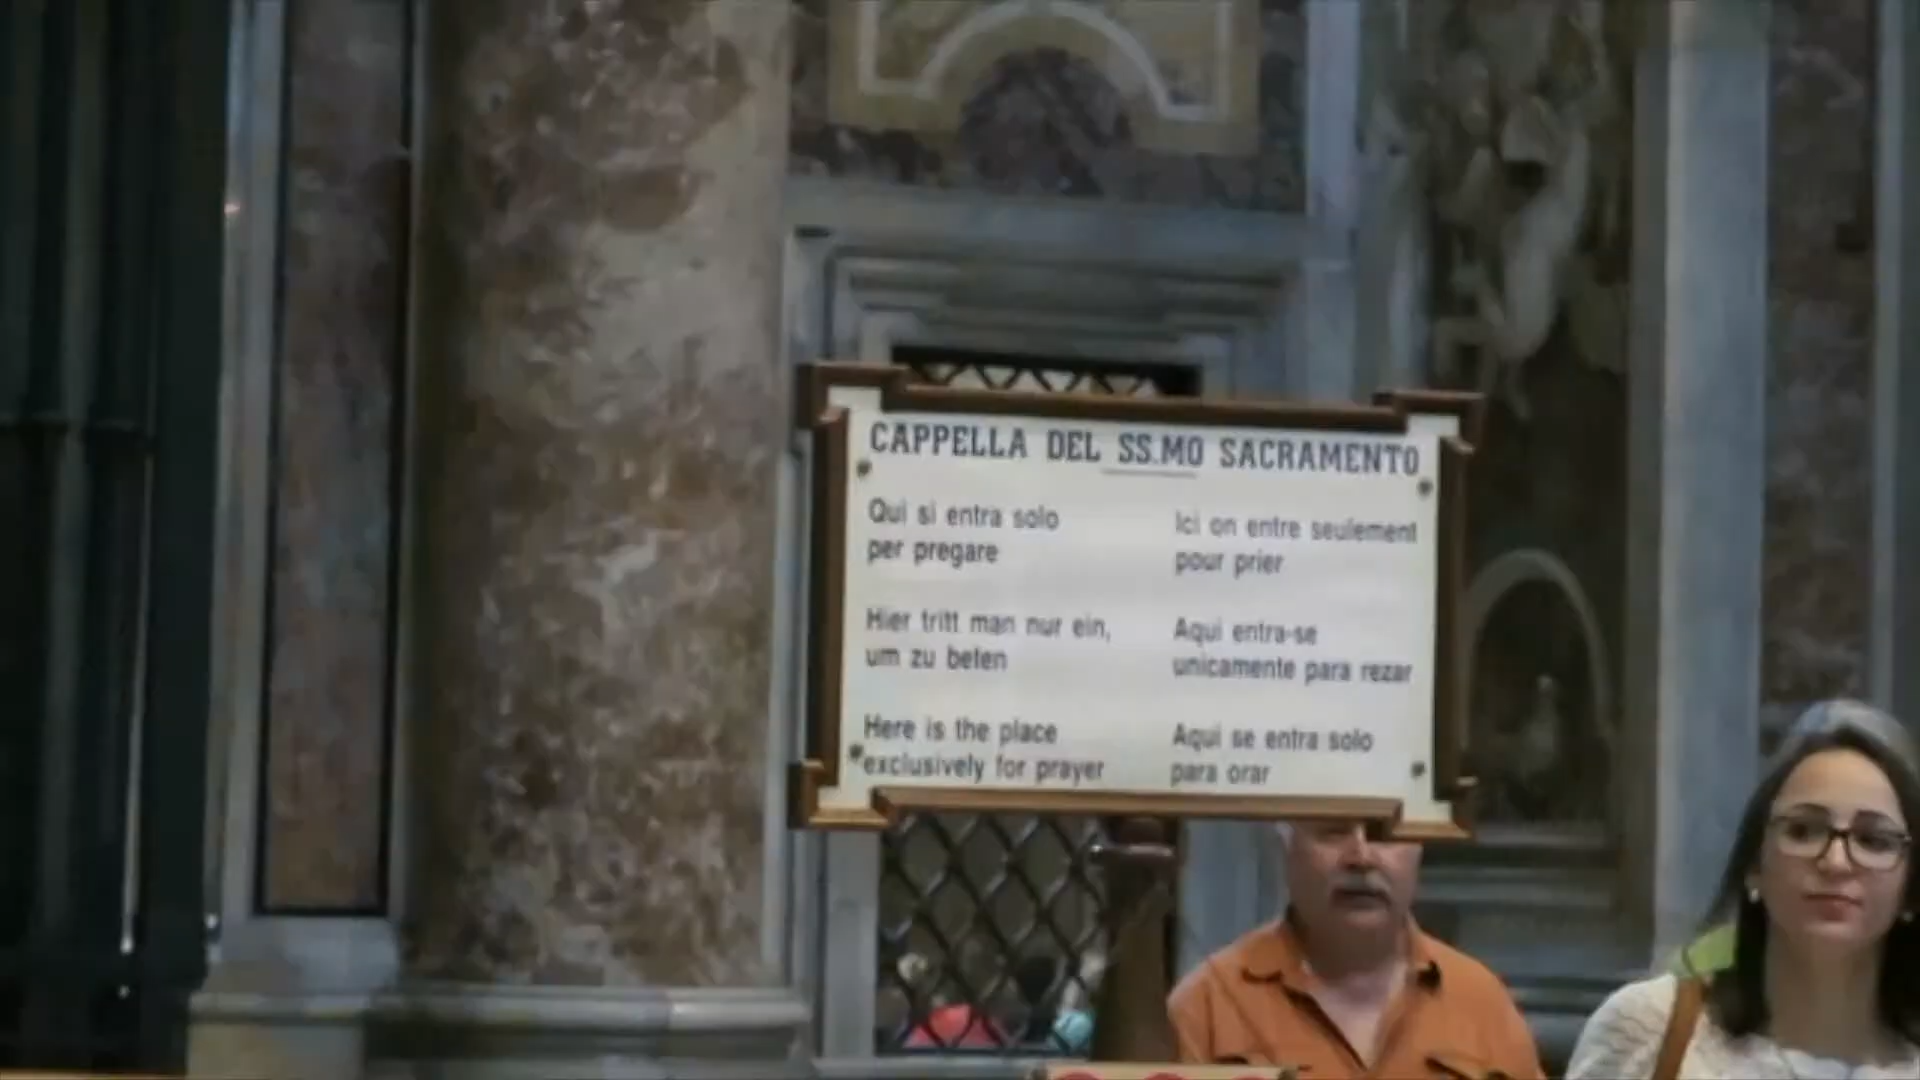 CAPPELLA DEL SS.MO SACRAMENTO
Qui si entra solo
per pregare
Ici on entre seulement
pour prier
Hier tritt man nur ein,
um zu beten
Aqui entra-se
unicamente para rezar
Here is the place
exclusively for prayer
Aqui se entra solo
para orar